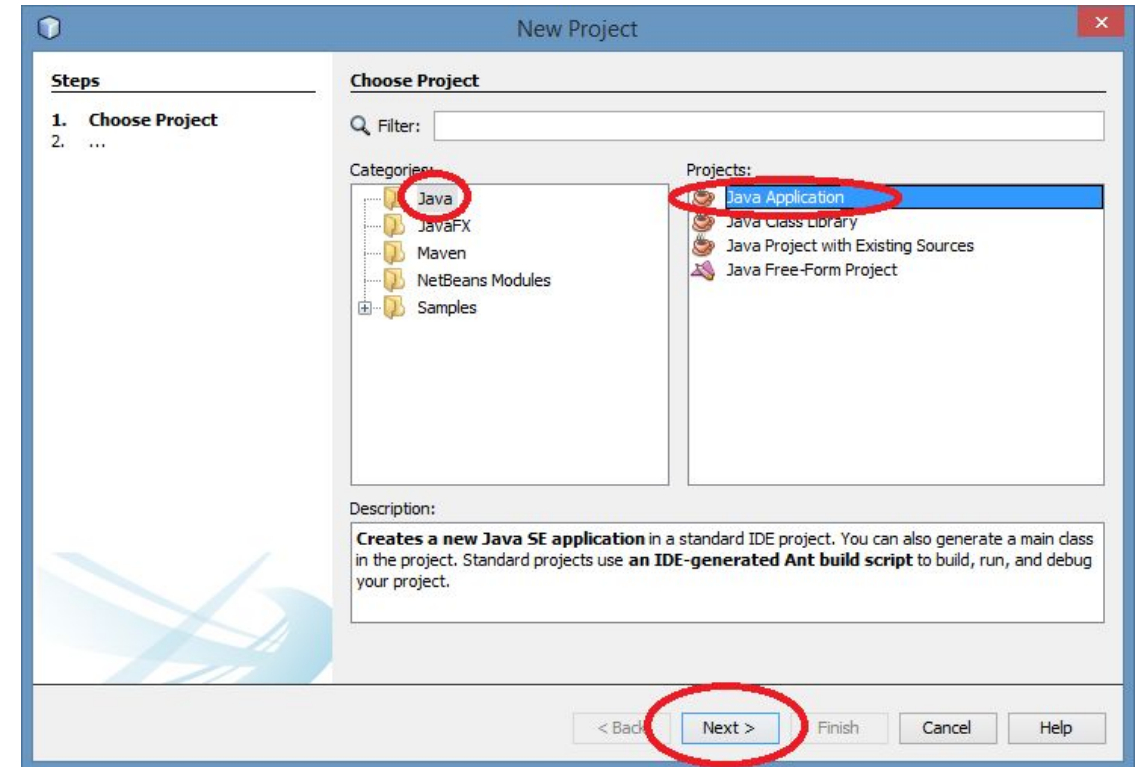 New Project
Steps
1. Choose Project
2. ...
Choose Project
Filter:
Categories:
Java
JavaFX
Maven
NetBeans Modules
Samples
Projects:
Java Application
Java Class Library
Java Project with Existing Sources
Java Free-Form Project
Description:
Creates a new Java SE application in a standard IDE project. You can also generate a main class
in the project. Standard projects use an IDE-generated Ant build script to build, run, and debug
your project.
< Back Next > Finish Cancel Help